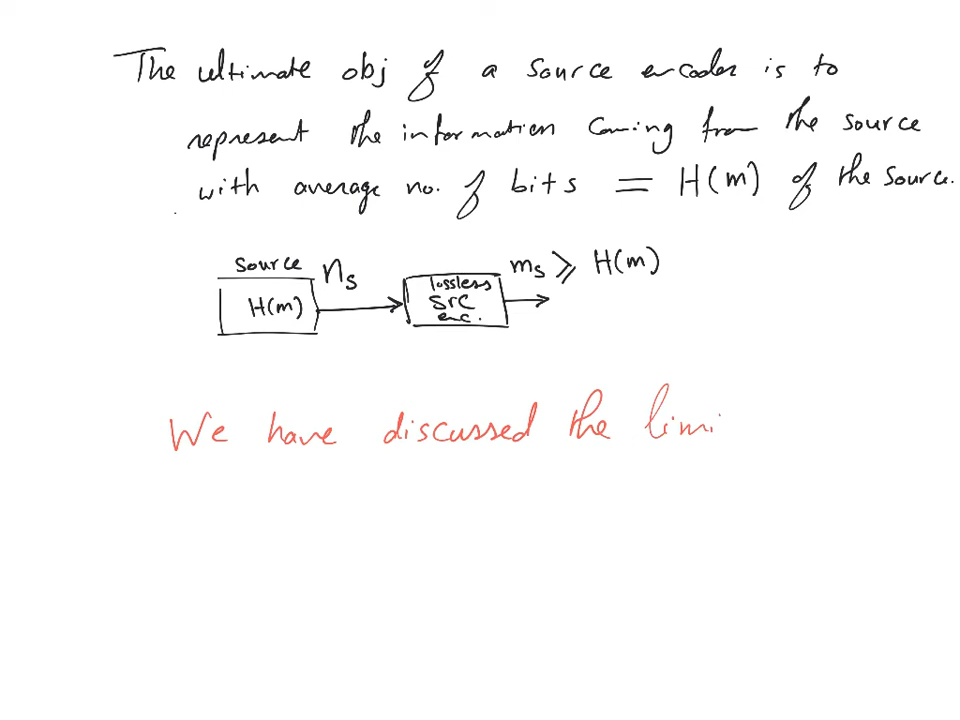 The ultimate obj of a source encoder is to
represent the information coming from the source
with average no. of bits = H(m) of the source.
source ns ms ⩾ H(m)
H(m) lossless
src
enc.
We have discussed the limi